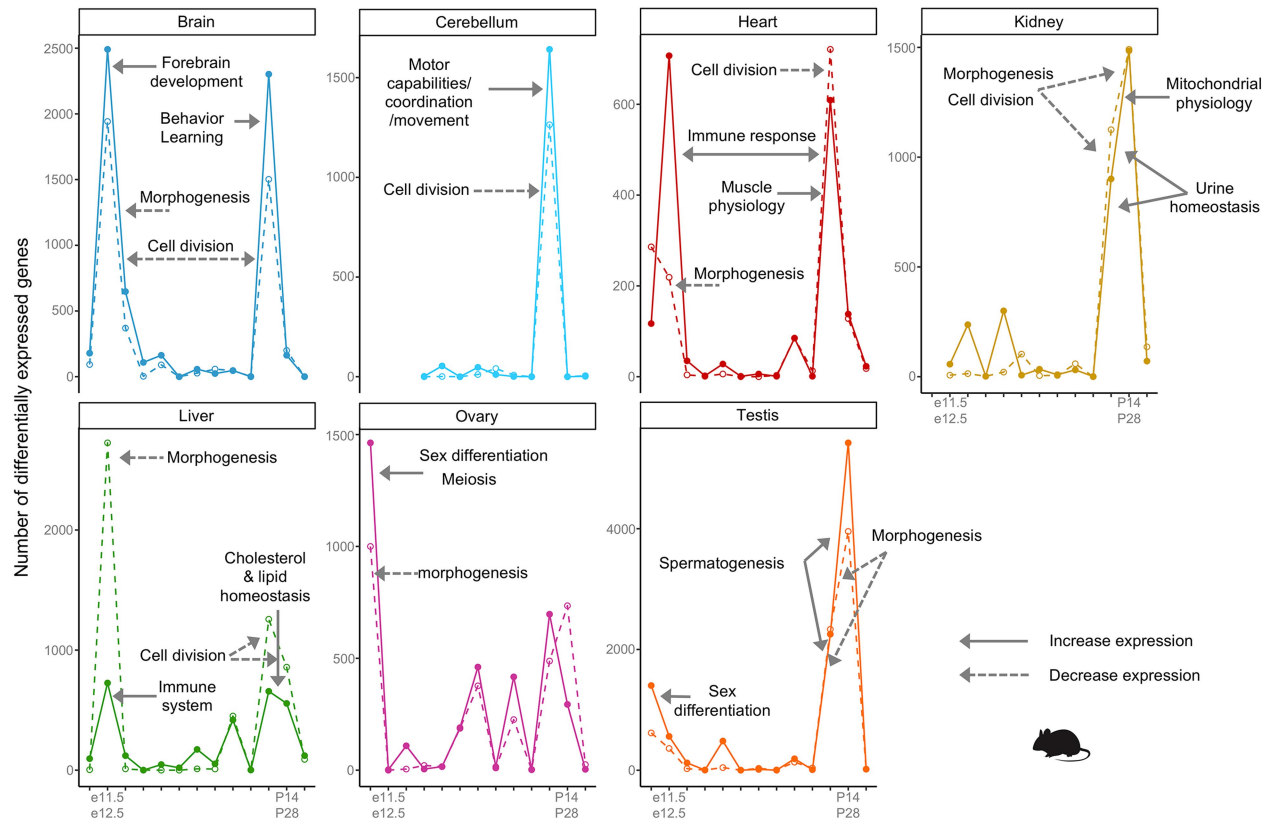 Brain
Cerebellum
Heart
Kidney
Number of differentially expressed genes
2500
2000
1500
1000
500
0
Forebrain
development
Behavior
Learning
Morphogenesis
Cell division
1500
1000
500
0
Motor
capabilities/
coordination
/movement
Cell division
600
400
200
0
Cell division
Immune response
Muscle
physiology
Morphogenesis
1500
1000
500
0
Morphogenesis
Cell division
Mitochondrial
physiology
Urine
homeostasis
e11.5
e12.5
P14
P28
Liver
Ovary
Testis
2000
1000
0
Morphogenesis
Cholesterol
& lipid
homeostasis
Cell division
Immune
system
e11.5
e12.5
P14
P28
1500
1000
500
0
Sex differentiation
Meiosis
morphogenesis
e11.5
e12.5
P14
P28
4000
2000
0
Morphogenesis
Spermatogenesis
Sex
differentiation
e11.5
e12.5
P14
P28
Increase expression
Decrease expression